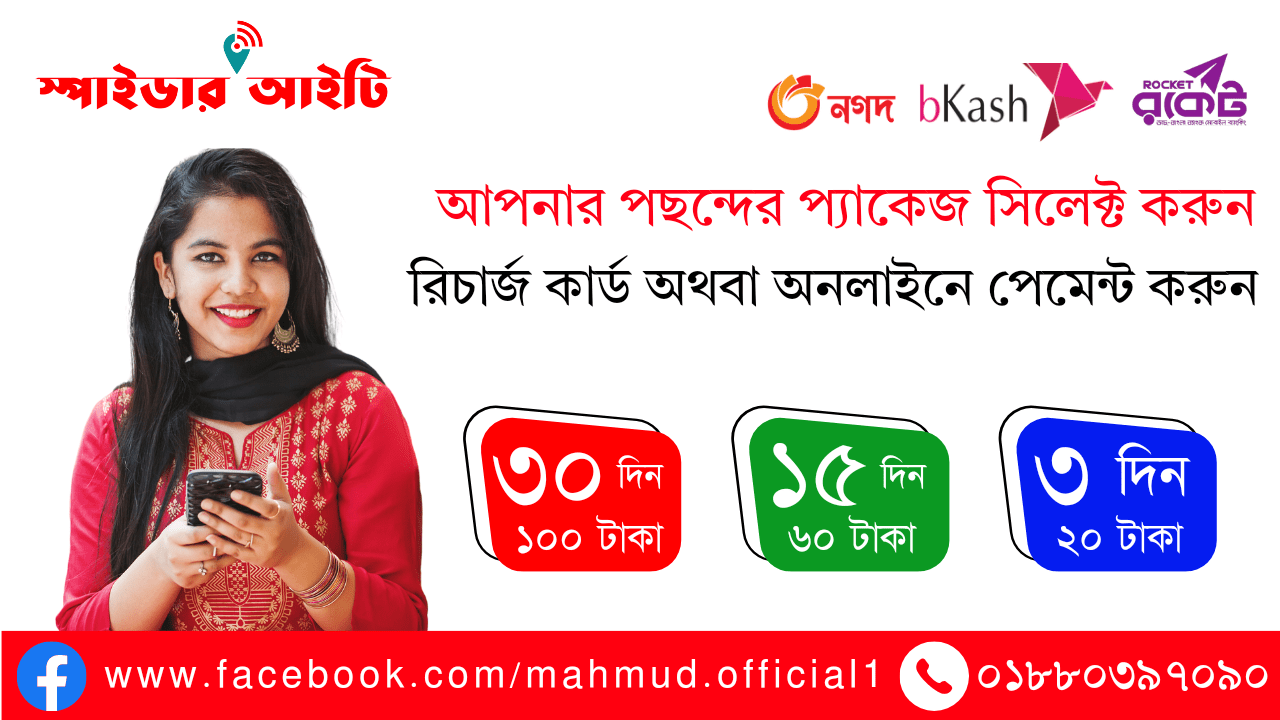 স্পাইডার আইটি
নগদ
bKash
ROCKET
রকেট
ডাচ্-বাংলা ব্যাংক মোবাইল ব্যাংকিং
আপনার পছন্দের প্যাকেজ সিলেক্ট করুন
রিচার্জ কার্ড অথবা অনলাইনে পেমেন্ট করুন
৩০ দিন
১০০ টাকা
১৫ দিন
৬০ টাকা
৩ দিন
২০ টাকা
www.facebook.com/mahmud.official1
০১৮৮০৩৯৭০৯০